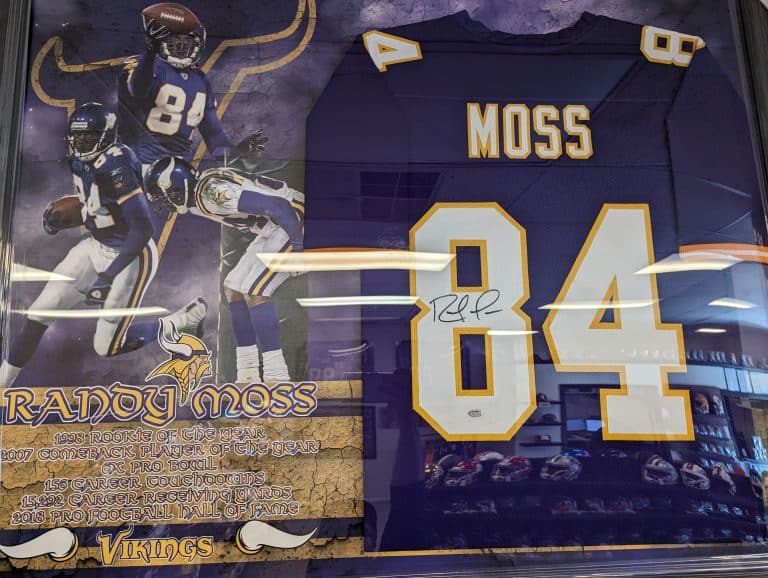 84
84
MOSS
84
RANDY MOSS
1998 ROOKIE OF THE YEAR
2007 COMEBACK PLAYER OF THE YEAR
6X PRO BOWL
156 CAREER TOUCHDOWNS
15,292 CAREER RECEIVING YARDS
2018 PRO FOOTBALL HALL OF FAME
VIKINGS